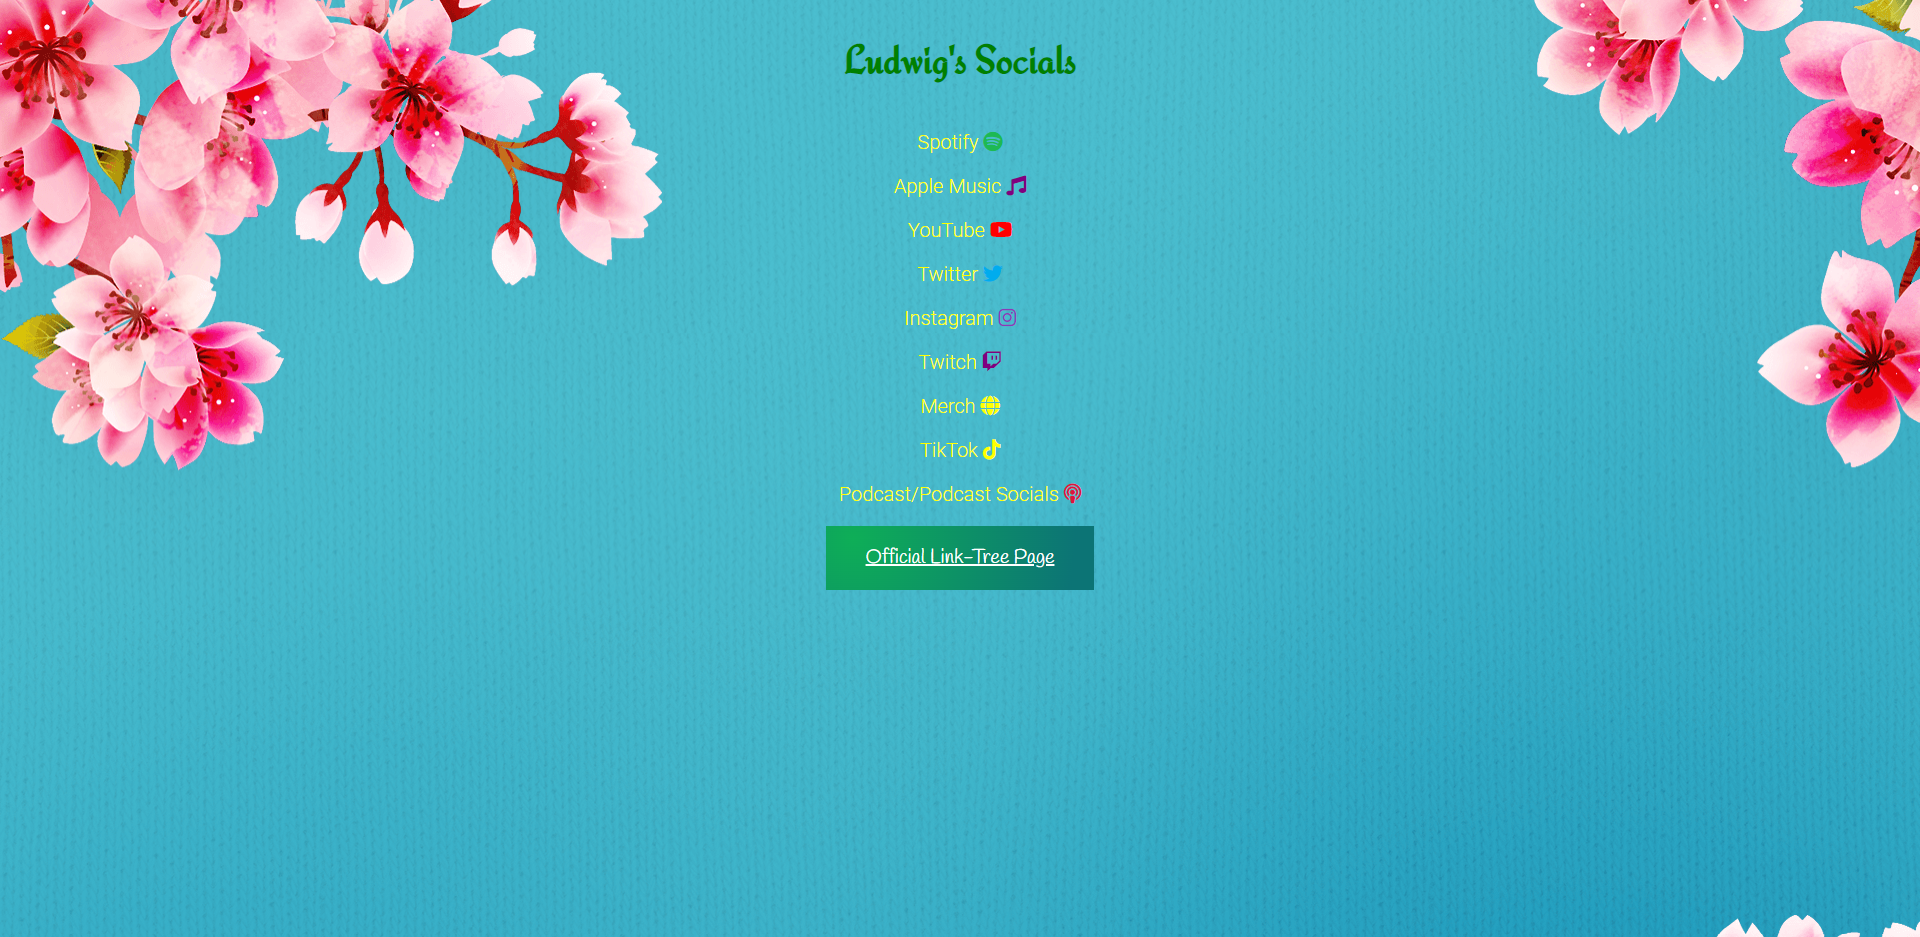 Ludwig's Socials
Spotify
Apple Music
YouTube
Twitter
Instagram
Twitch
Merch
TikTok
Podcast/Podcast Socials
Official Link-Tree Page